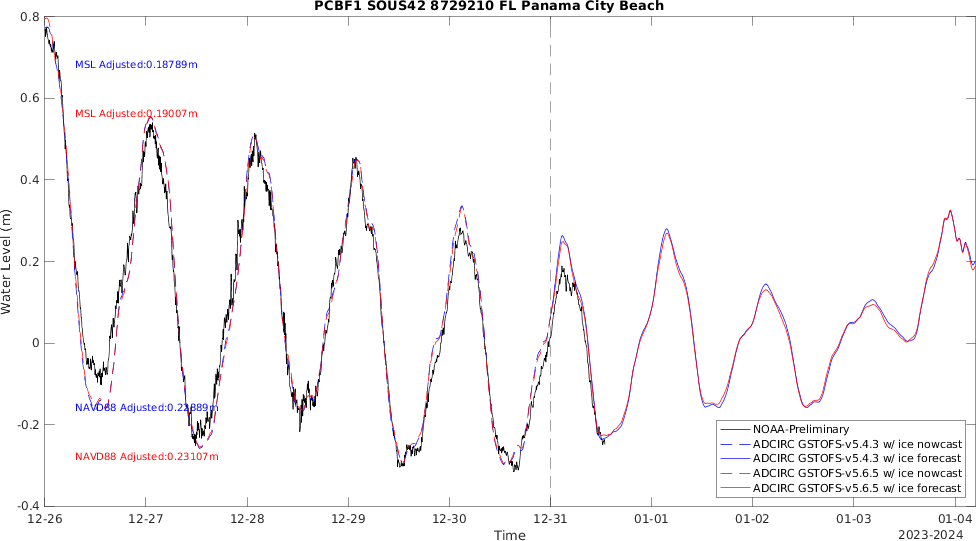 PCBF1 SOUS42 8729210 FL Panama City Beach
0.8
MSL Adjusted:0.18789m
0.6
MSL Adjusted:0.19007m
0.4
0.2
Water Level (m)
0
NAVD88 Adjusted:0.22889m
-0.2
NAVD88 Adjusted:0.23107m
NOAA-Preliminary
ADCIRC GSTOFS-v5.4.3 w/ ice nowcast
ADCIRC GSTOFS-v5.4.3 w/ ice forecast
ADCIRC GSTOFS-v5.6.5 w/ ice nowcast
ADCIRC GSTOFS-v5.6.5 w/ ice forecast
-0.4
12-26 12-27 12-28 12-29 12-30 12-31 01-01 01-02 01-03 01-04
Time
2023-2024